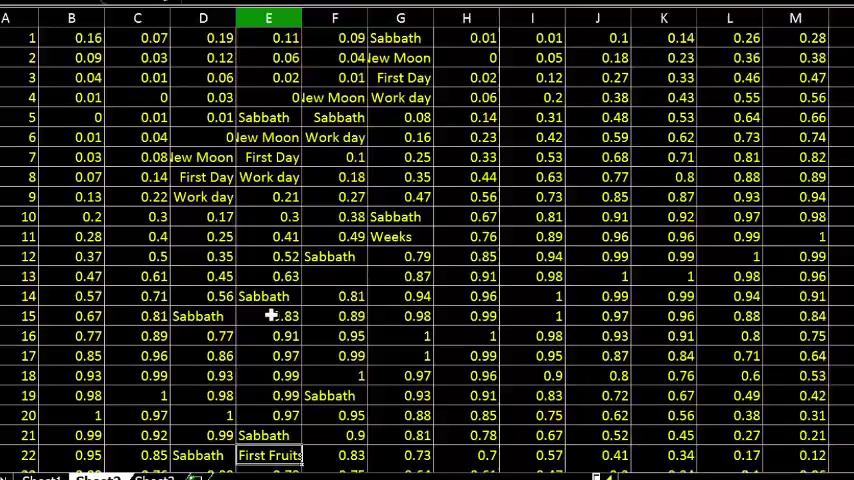 A B C D E F G H I J K L M
1 0.16 0.07 0.19 0.11 0.09 Sabbath 0.01 0.01 0.1 0.14 0.26 0.28
2 0.09 0.03 0.12 0.06 0.04 New Moon 0 0.05 0.18 0.23 0.36 0.38
3 0.04 0.01 0.06 0.02 0.01 First Day 0.02 0.12 0.27 0.33 0.46 0.47
4 0.01 0 0.03 0 New Moon Work day 0.06 0.2 0.38 0.43 0.55 0.56
5 0 0.01 0.01 Sabbath Sabbath 0.08 0.14 0.31 0.48 0.53 0.64 0.66
6 0.01 0.04 0 New Moon Work day 0.16 0.23 0.42 0.59 0.62 0.73 0.74
7 0.03 0.08 New Moon First Day 0.1 0.25 0.33 0.53 0.68 0.71 0.81 0.82
8 0.07 0.14 First Day Work day 0.18 0.35 0.44 0.63 0.77 0.8 0.88 0.89
9 0.13 0.22 Work day 0.21 0.27 0.47 0.56 0.73 0.85 0.87 0.93 0.94
10 0.2 0.3 0.17 0.3 0.38 Sabbath 0.67 0.81 0.91 0.92 0.97 0.98
11 0.28 0.4 0.25 0.41 0.49 Weeks 0.76 0.89 0.96 0.96 0.99 1
12 0.37 0.5 0.35 0.52 Sabbath 0.79 0.85 0.94 0.99 0.99 1 0.99
13 0.47 0.61 0.45 0.63 0.87 0.91 0.98 1 1 0.98 0.96
14 0.57 0.71 0.56 Sabbath 0.81 0.94 0.96 1 0.99 0.99 0.94 0.91
15 0.67 0.81 Sabbath .83 0.89 0.98 0.99 1 0.97 0.96 0.88 0.84
16 0.77 0.89 0.77 0.91 0.95 1 1 0.98 0.93 0.91 0.8 0.75
17 0.85 0.96 0.86 0.97 0.99 1 0.99 0.95 0.87 0.84 0.71 0.64
18 0.93 0.99 0.93 0.99 1 0.97 0.96 0.9 0.8 0.76 0.6 0.53
19 0.98 1 0.98 0.99 Sabbath 0.93 0.91 0.83 0.72 0.67 0.49 0.42
20 1 0.97 1 0.97 0.95 0.88 0.85 0.75 0.62 0.56 0.38 0.31
21 0.99 0.92 0.99 Sabbath 0.9 0.81 0.78 0.67 0.52 0.45 0.27 0.21
22 0.95 0.85 Sabbath First Fruits 0.83 0.73 0.7 0.57 0.41 0.34 0.17 0.12